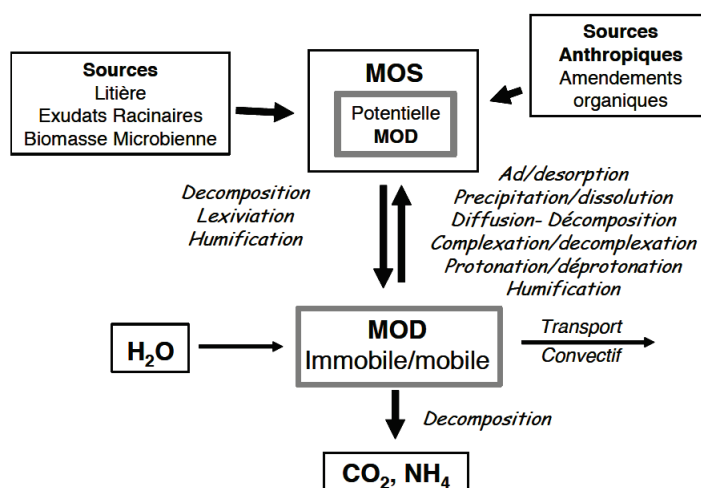 Sources
Litière
Exudats Racinaires
Biomasse Microbienne
MOS
Potentielle
MOD
Sources
Anthropiques
Amendements
organiques
Decomposition
Lexiviation
Humification
Ad/desorption
Precipitation/dissolution
Diffusion- Décomposition
Complexation/decomplexation
Protonation/déprotonation
Humification
H₂O
MOD
Immobile/mobile
Transport
Convectif
Decomposition
CO₂, NH₄